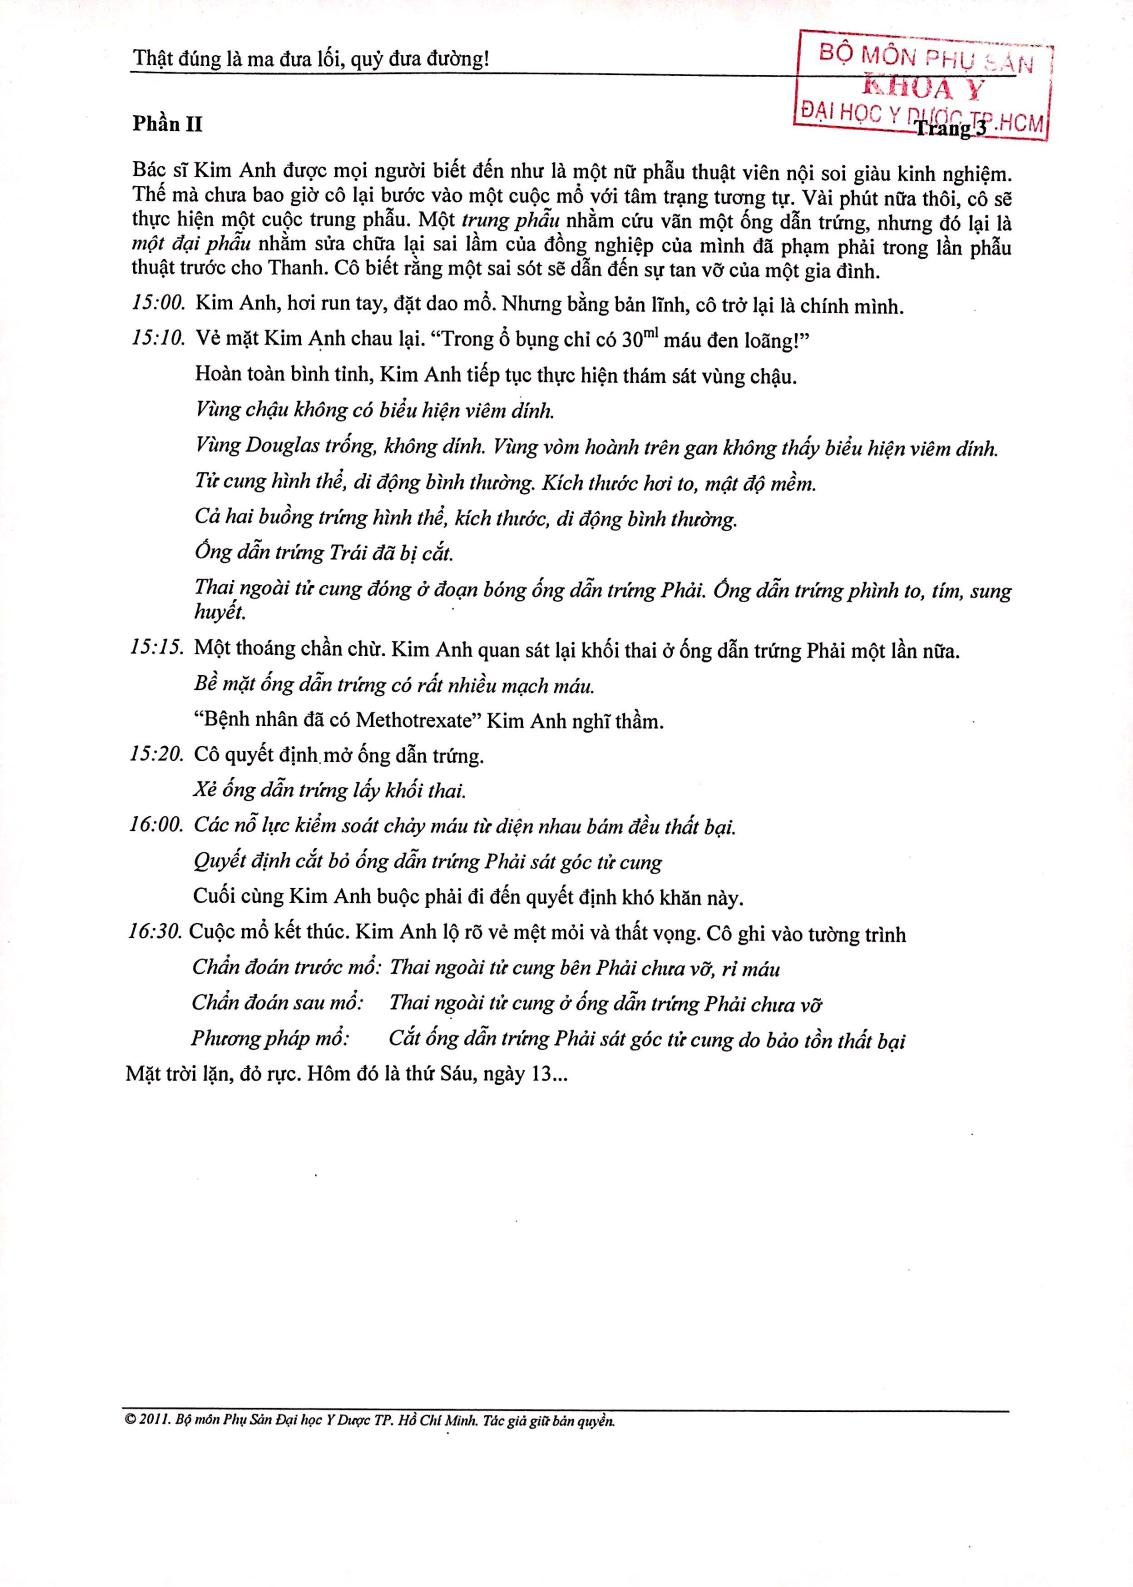 Thật đúng là ma đưa lối, quỷ đưa đường!
BỘ MÔN PHỤ SẢN
KHOA Y
ĐẠI HỌC Y DƯỢC TP.HCM
Phần II
Trang 3
Bác sĩ Kim Anh được mọi người biết đến như là một nữ phẫu thuật viên nội soi giàu kinh nghiệm.
Thế mà chưa bao giờ cô lại bước vào một cuộc mổ với tâm trạng tương tự. Vài phút nữa thôi, cô sẽ
thực hiện một cuộc trung phẫu. Một trung phẫu nhằm cứu vãn một ống dẫn trứng, nhưng đó lại là
một đại phẫu nhằm sửa chữa lại sai lầm của đồng nghiệp của mình đã phạm phải trong lần phẫu
thuật trước cho Thanh. Cô biết rằng một sai sót sẽ dẫn đến sự tan vỡ của một gia đình.
15:00. Kim Anh, hơi run tay, đặt dao mổ. Nhưng bằng bản lĩnh, cô trở lại là chính mình.
15:10. Vẻ mặt Kim Anh chau lại. “Trong ổ bụng chỉ có 30ml máu đen loãng!”
Hoàn toàn bình tỉnh, Kim Anh tiếp tục thực hiện thám sát vùng chậu.
Vùng chậu không có biểu hiện viêm dính.
Vùng Douglas trống, không dính. Vùng vòm hoành trên gan không thấy biểu hiện viêm dính.
Tử cung hình thể, di động bình thường. Kích thước hơi to, mật độ mềm.
Cả hai buồng trứng hình thể, kích thước, di động bình thường.
Ống dẫn trứng Trái đã bị cắt.
Thai ngoài tử cung đóng ở đoạn bóng ống dẫn trứng Phải. Ống dẫn trứng phình to, tím, sung
huyết.
15:15. Một thoáng chần chừ. Kim Anh quan sát lại khối thai ở ống dẫn trứng Phải một lần nữa.
Bề mặt ống dẫn trứng có rất nhiều mạch máu.
“Bệnh nhân đã có Methotrexate” Kim Anh nghĩ thầm.
15:20. Cô quyết định mở ống dẫn trứng.
Xẻ ống dẫn trứng lấy khối thai.
16:00. Các nỗ lực kiểm soát chảy máu từ diện nhau bám đều thất bại.
Quyết định cắt bỏ ống dẫn trứng Phải sát góc tử cung
Cuối cùng Kim Anh buộc phải đi đến quyết định khó khăn này.
16:30. Cuộc mổ kết thúc. Kim Anh lộ rõ vẻ mệt mỏi và thất vọng. Cô ghi vào tường trình
Chẩn đoán trước mổ: Thai ngoài tử cung bên Phải chưa vỡ, rỉ máu
Chẩn đoán sau mổ: Thai ngoài tử cung ở ống dẫn trứng Phải chưa vỡ
Phương pháp mổ: Cắt ống dẫn trứng Phải sát góc tử cung do bảo tồn thất bại
Mặt trời lặn, đỏ rực. Hôm đó là thứ Sáu, ngày 13...
© 2011. Bộ môn Phụ Sản Đại học Y Dược TP. Hồ Chí Minh. Tác giả giữ bản quyền.